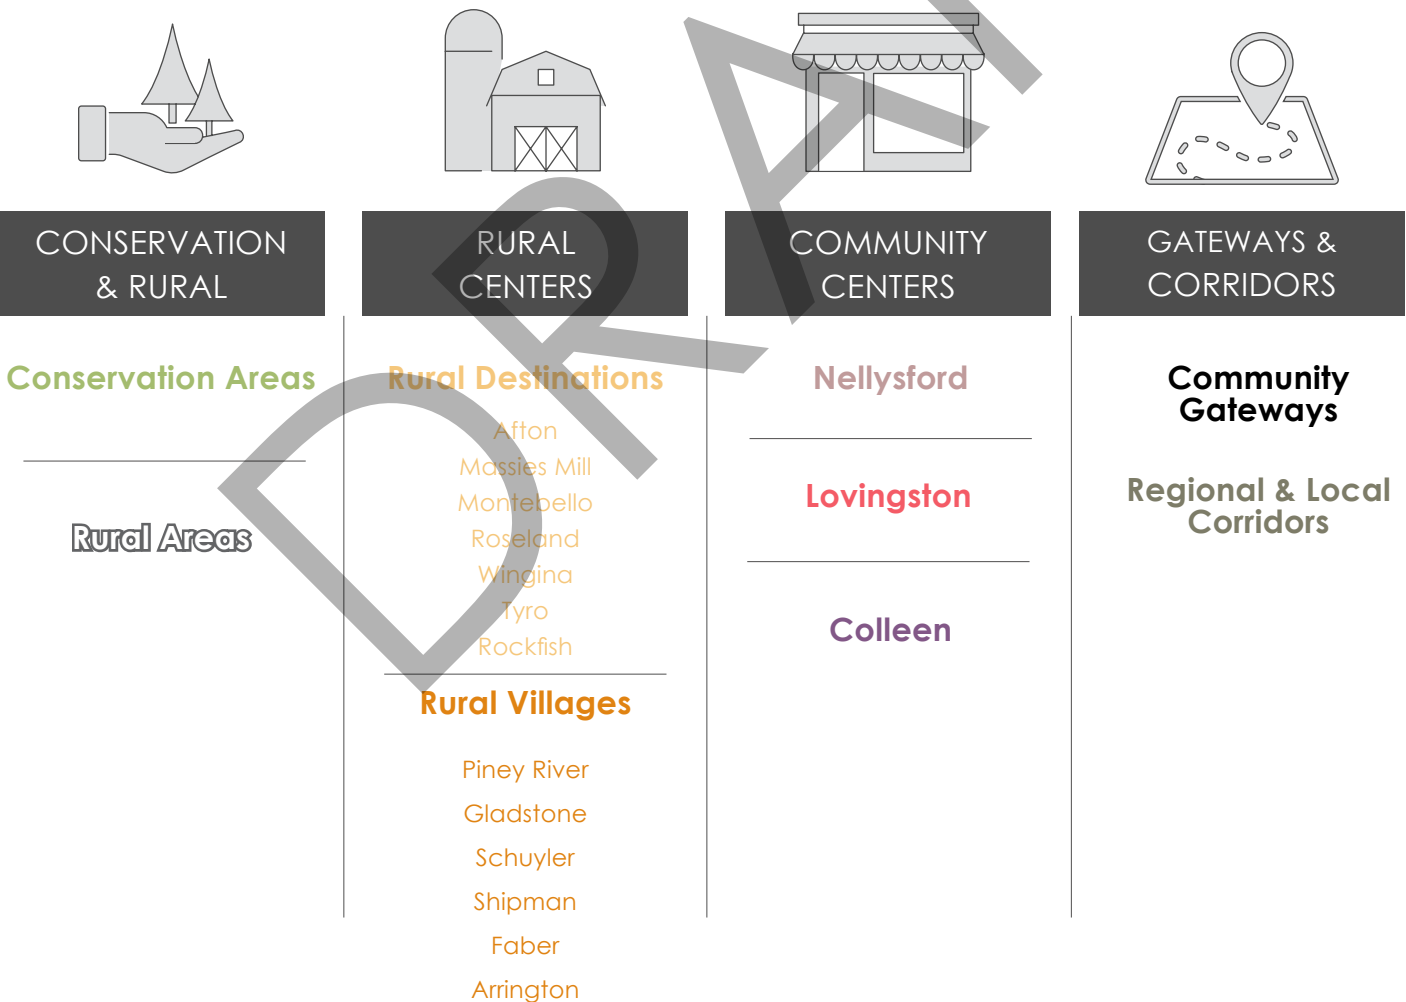 CONSERVATION
& RURAL
Conservation Areas
Rural Areas
RURAL
CENTERS
Rural Destinations
Afton
Massies Mill
Montebello
Roseland
Wingina
Tyro
Rockfish
Rural Villages
Piney River
Gladstone
Schuyler
Shipman
Faber
Arrington
COMMUNITY
CENTERS
Nellysford
Lovingston
Colleen
GATEWAYS &
CORRIDORS
Community
Gateways
Regional & Local
Corridors
DRA